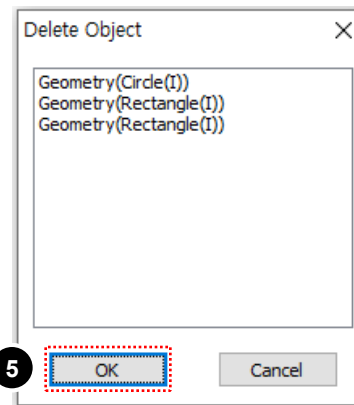 Delete Object
Geometry(Circle(I))
Geometry(Rectangle(I))
Geometry(Rectangle(I))
5
OK
Cancel